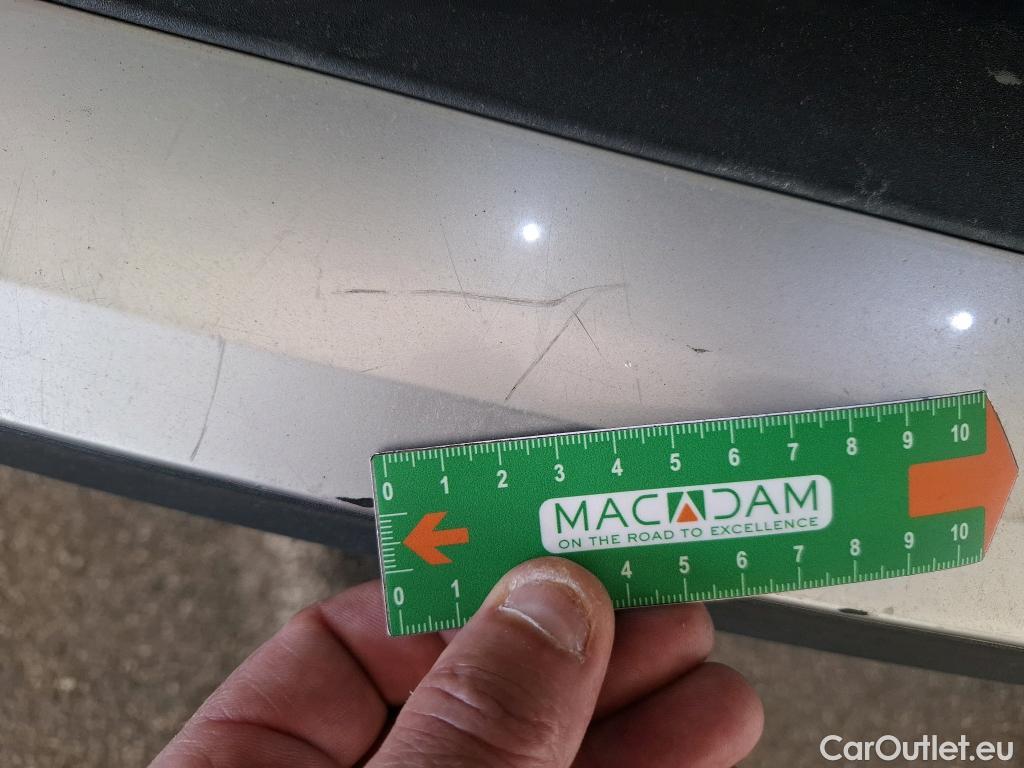 0 1 2 3 4 5 6 7 8 9 10
MACADAM
ON THE ROAD TO EXCELLENCE
0 1 4 5 6 7 8 9 10
CarOutlet.eu